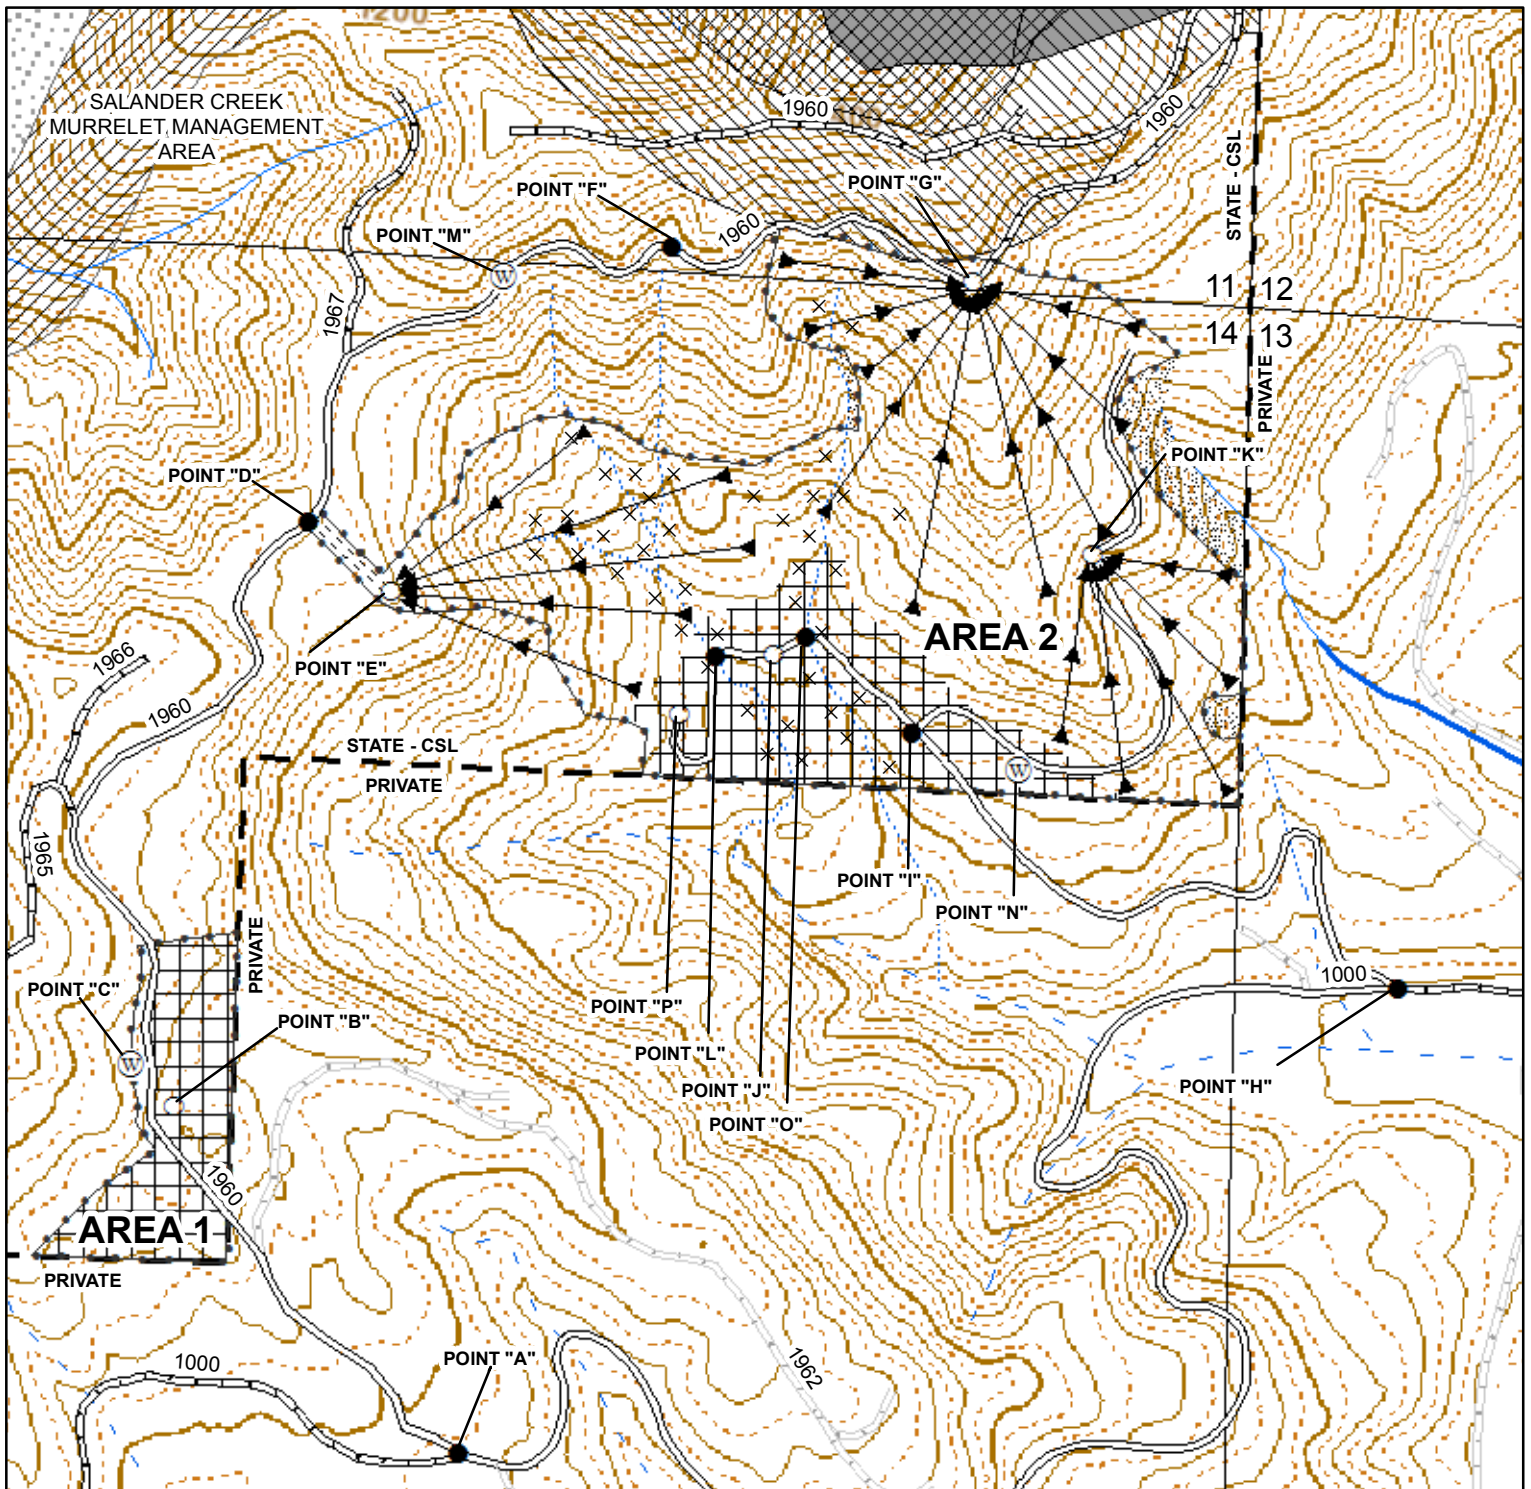 1200
SALANDER CREEK
MURRELET MANAGEMENT
AREA
1960
1960
POINT "F"
POINT "G"
1960
POINT "M"
STATE - CSL
11 12
14 13
1967
PRIVATE
POINT "D"
POINT "K"
AREA 2
POINT "E"
1966
1960
STATE - CSL
PRIVATE
W
W
W
1965
POINT "I"
POINT "N"
PRIVATE
POINT "C"
POINT "P"
POINT "B"
1000
POINT "L"
POINT "J"
POINT "H"
POINT "O"
1960
AREA 1
PRIVATE
1000
POINT "A"
1962